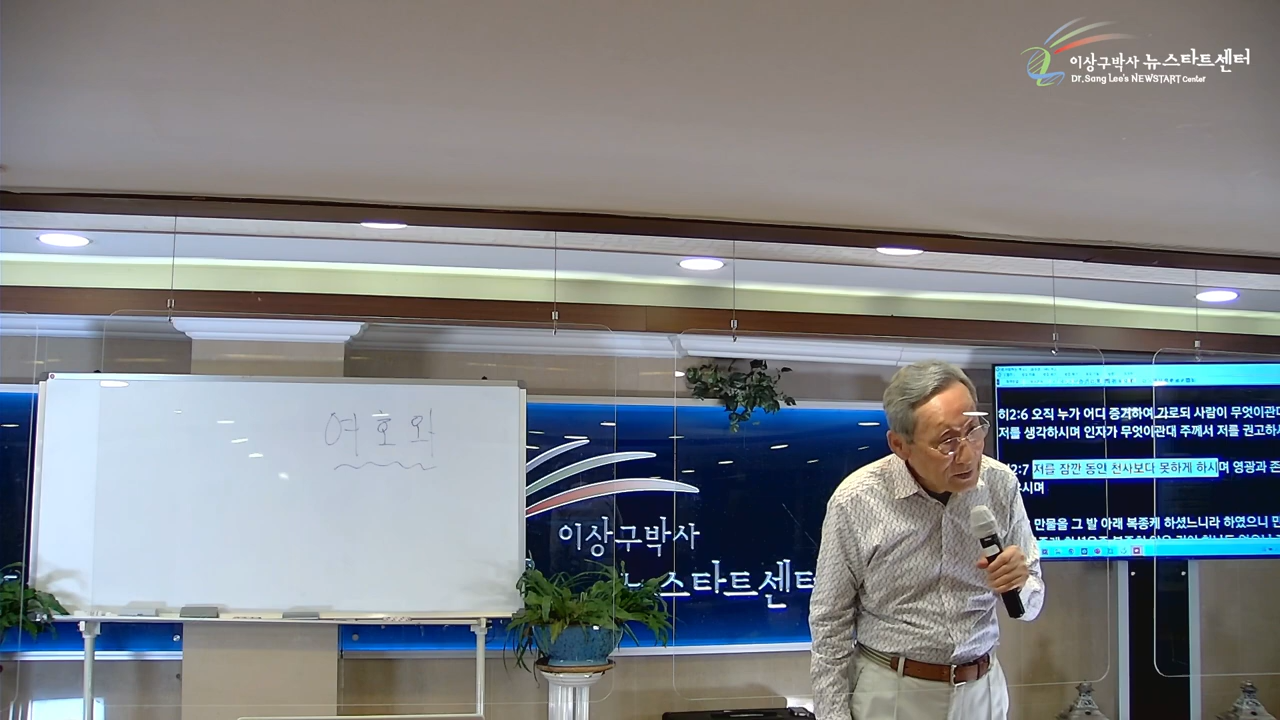 이상구박사 뉴스타트센터
Dr. Sang Lee's NEWSTART Center
여호와
이상구박사
뉴스타트센터
히2:6 오직 누가 어디 증거하여 가로되 사람이 무엇이관대
저를 생각하시며 인자가 무엇이관대 주께서 저를 권고하시
2:7 저를 잠깐 동안 천사보다 못하게 하시며 영광과 존
우시며
만물을 그 발 아래 복종케 하셨느니라 하였으니 만